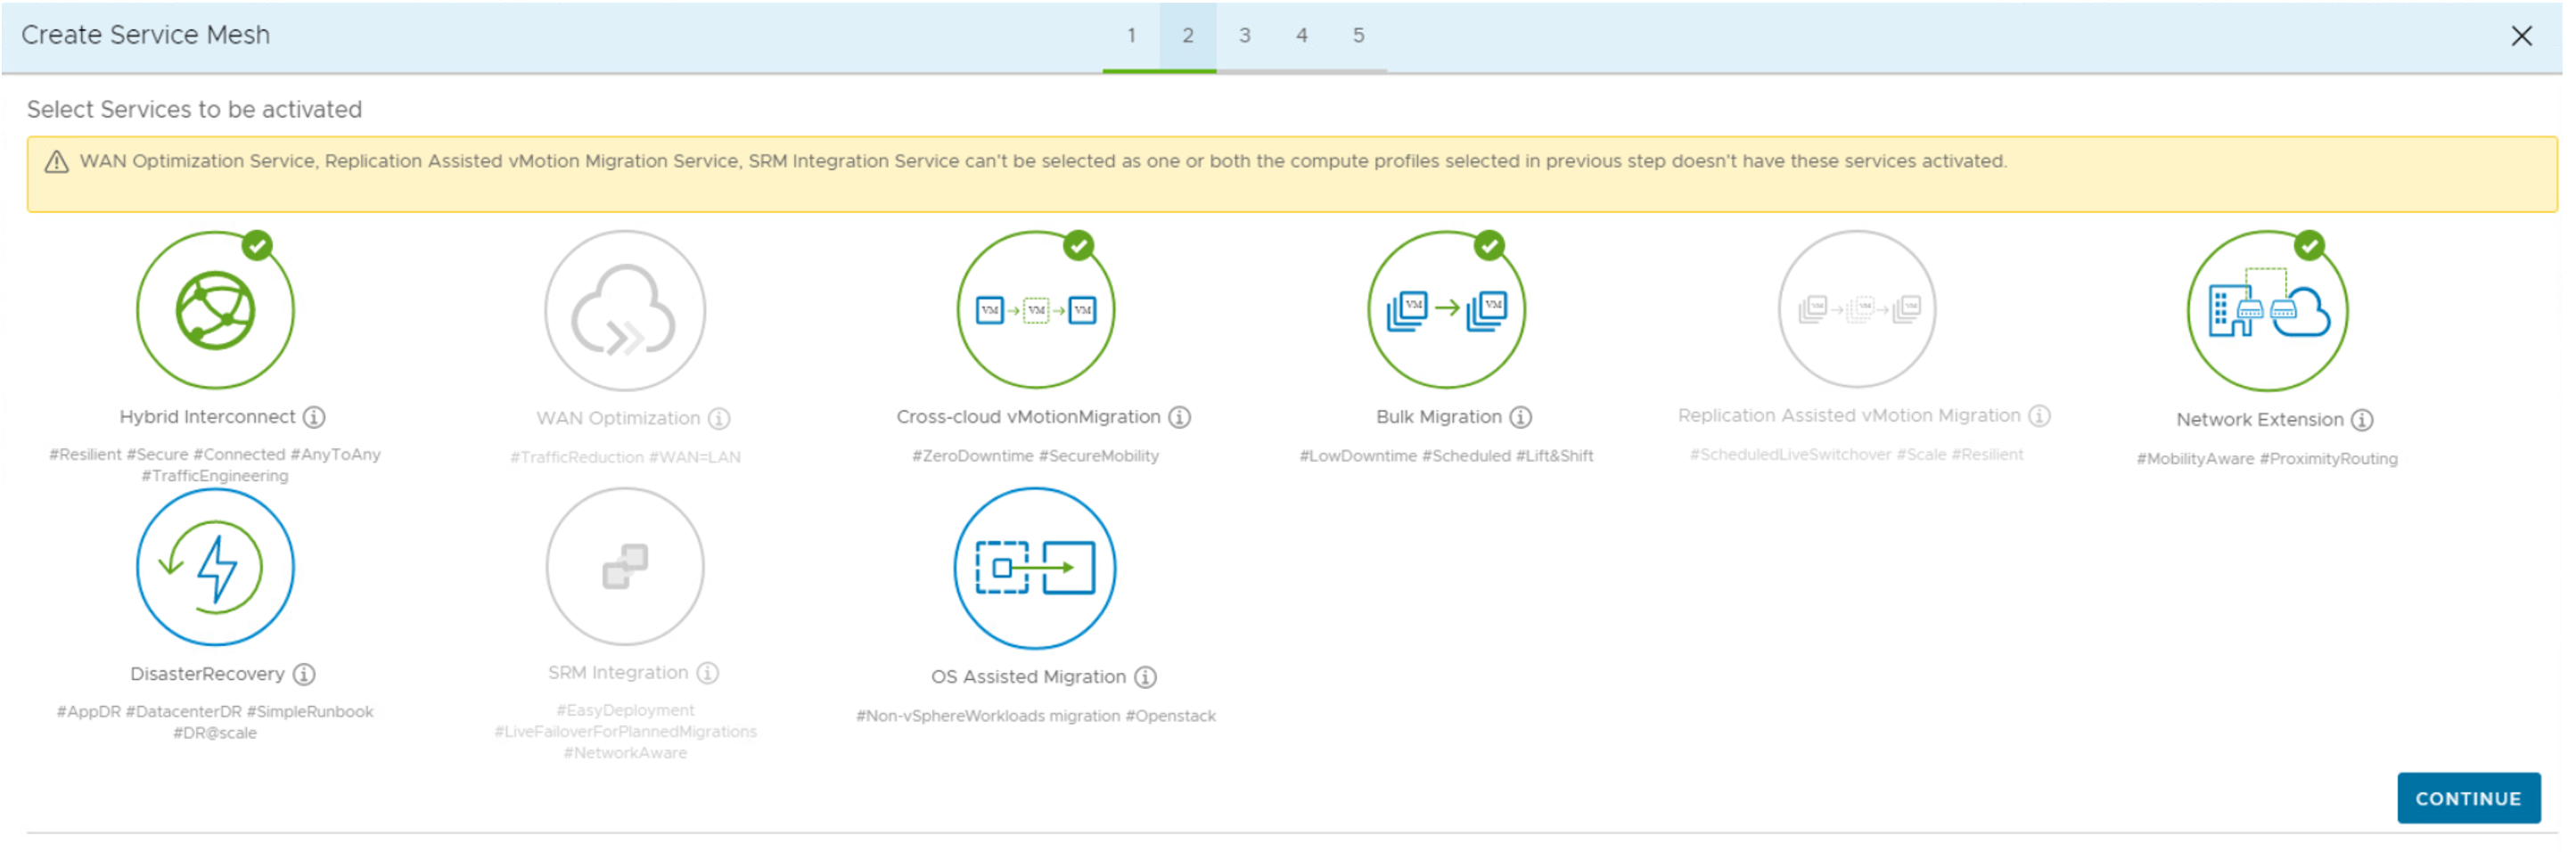 Create Service Mesh
1 2 3 4 5
Select Services to be activated
WAN Optimization Service, Replication Assisted vMotion Migration Service, SRM Integration Service can't be selected as one or both the compute profiles selected in previous step doesn't have these services activated.
VM VM VM
VM VM
VM VM VM
Hybrid Interconnect
#Resilient #Secure #Connected #AnyToAny
#TrafficEngineering
WAN Optimization
#TrafficReduction #WAN=LAN
Cross-cloud vMotionMigration
#ZeroDowntime #SecureMobility
Bulk Migration
#LowDowntime #Scheduled #Lift&Shift
Replication Assisted vMotion Migration
#ScheduledLiveSwitchover #Scale #Resilient
Network Extension
#MobilityAware #ProximityRouting
DisasterRecovery
#AppDR #DatacenterDR #SimpleRunbook
#DR@scale
SRM Integration
#EasyDeployment
#LiveFailoverForPlannedMigrations
#NetworkAware
OS Assisted Migration
#Non-vSphereWorkloads migration #Openstack
CONTINUE